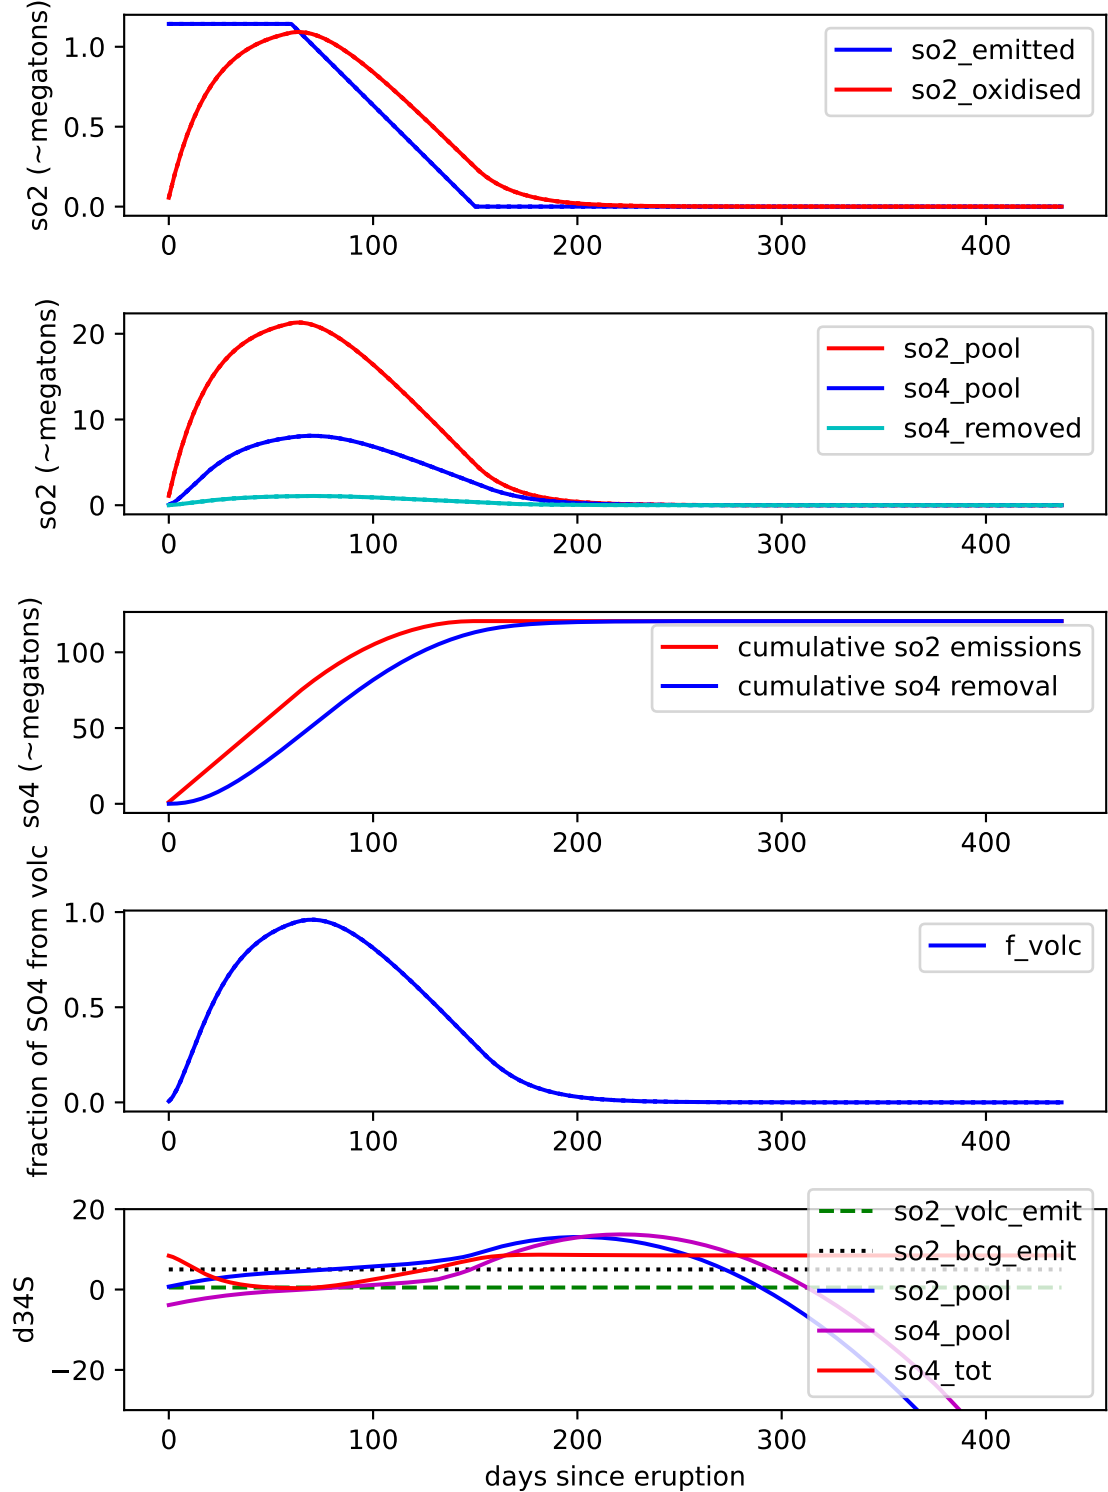 so2 (~megatons)
1.0
0.5
0.0
so2_emitted
so2_oxidised
0 100 200 300 400
so2 (~megatons)
20
10
0
so2_pool
so4_pool
so4_removed
0 100 200 300 400
so4 (~megatons)
100
50
0
cumulative so2 emissions
cumulative so4 removal
0 100 200 300 400
fraction of SO4 from volc
1.0
0.5
0.0
f_volc
0 100 200 300 400
d34S
20
0
−20
so2_volc_emit
so2_bcg_emit
so2_pool
so4_pool
so4_tot
0 100 200 300 400
days since eruption